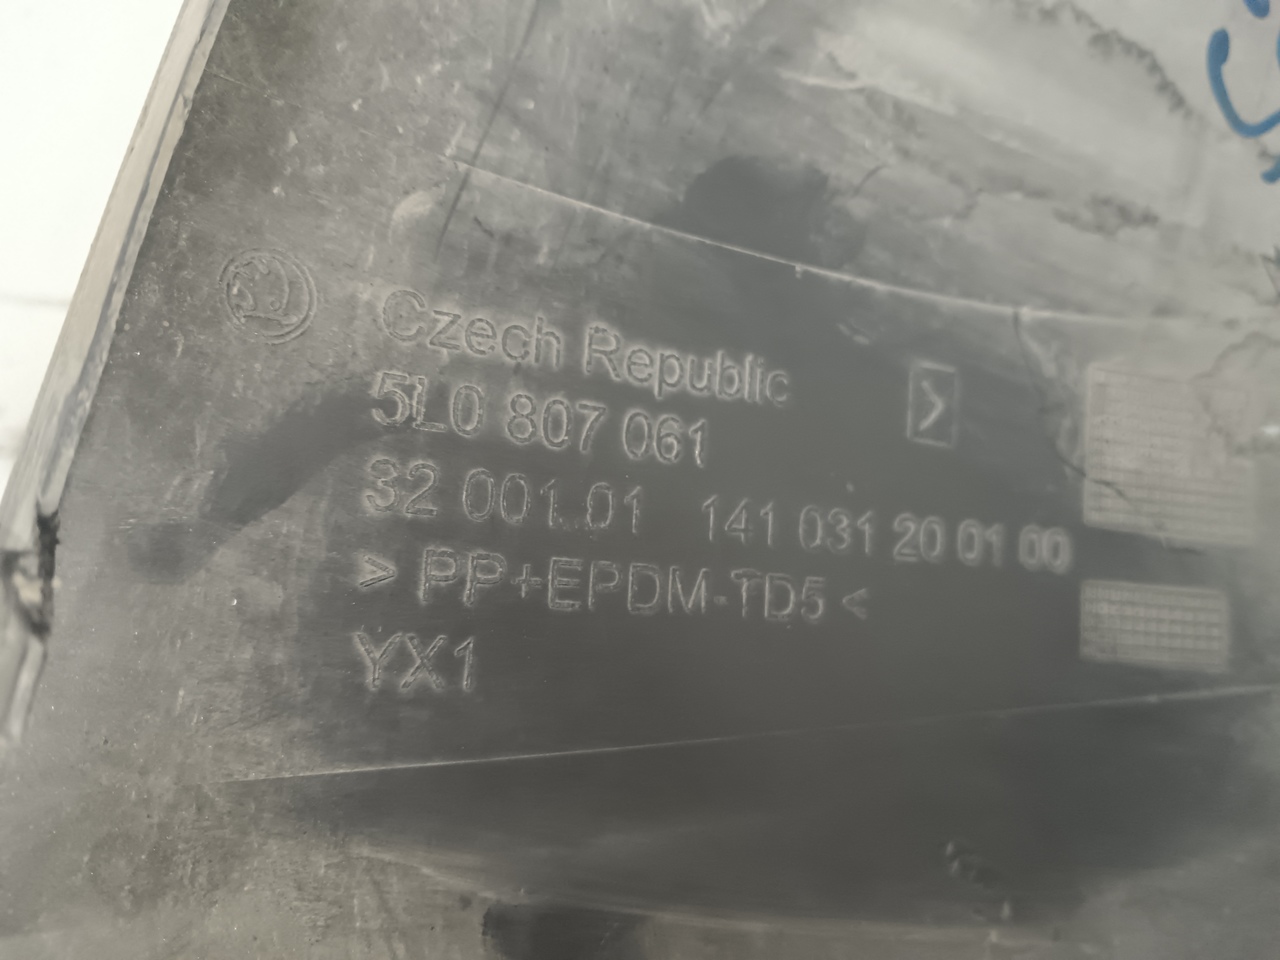 Czech Republic
5L0 807 061
32 001.01 141 031 20 01 00
> PP+EPDM-TD5 <
YX1